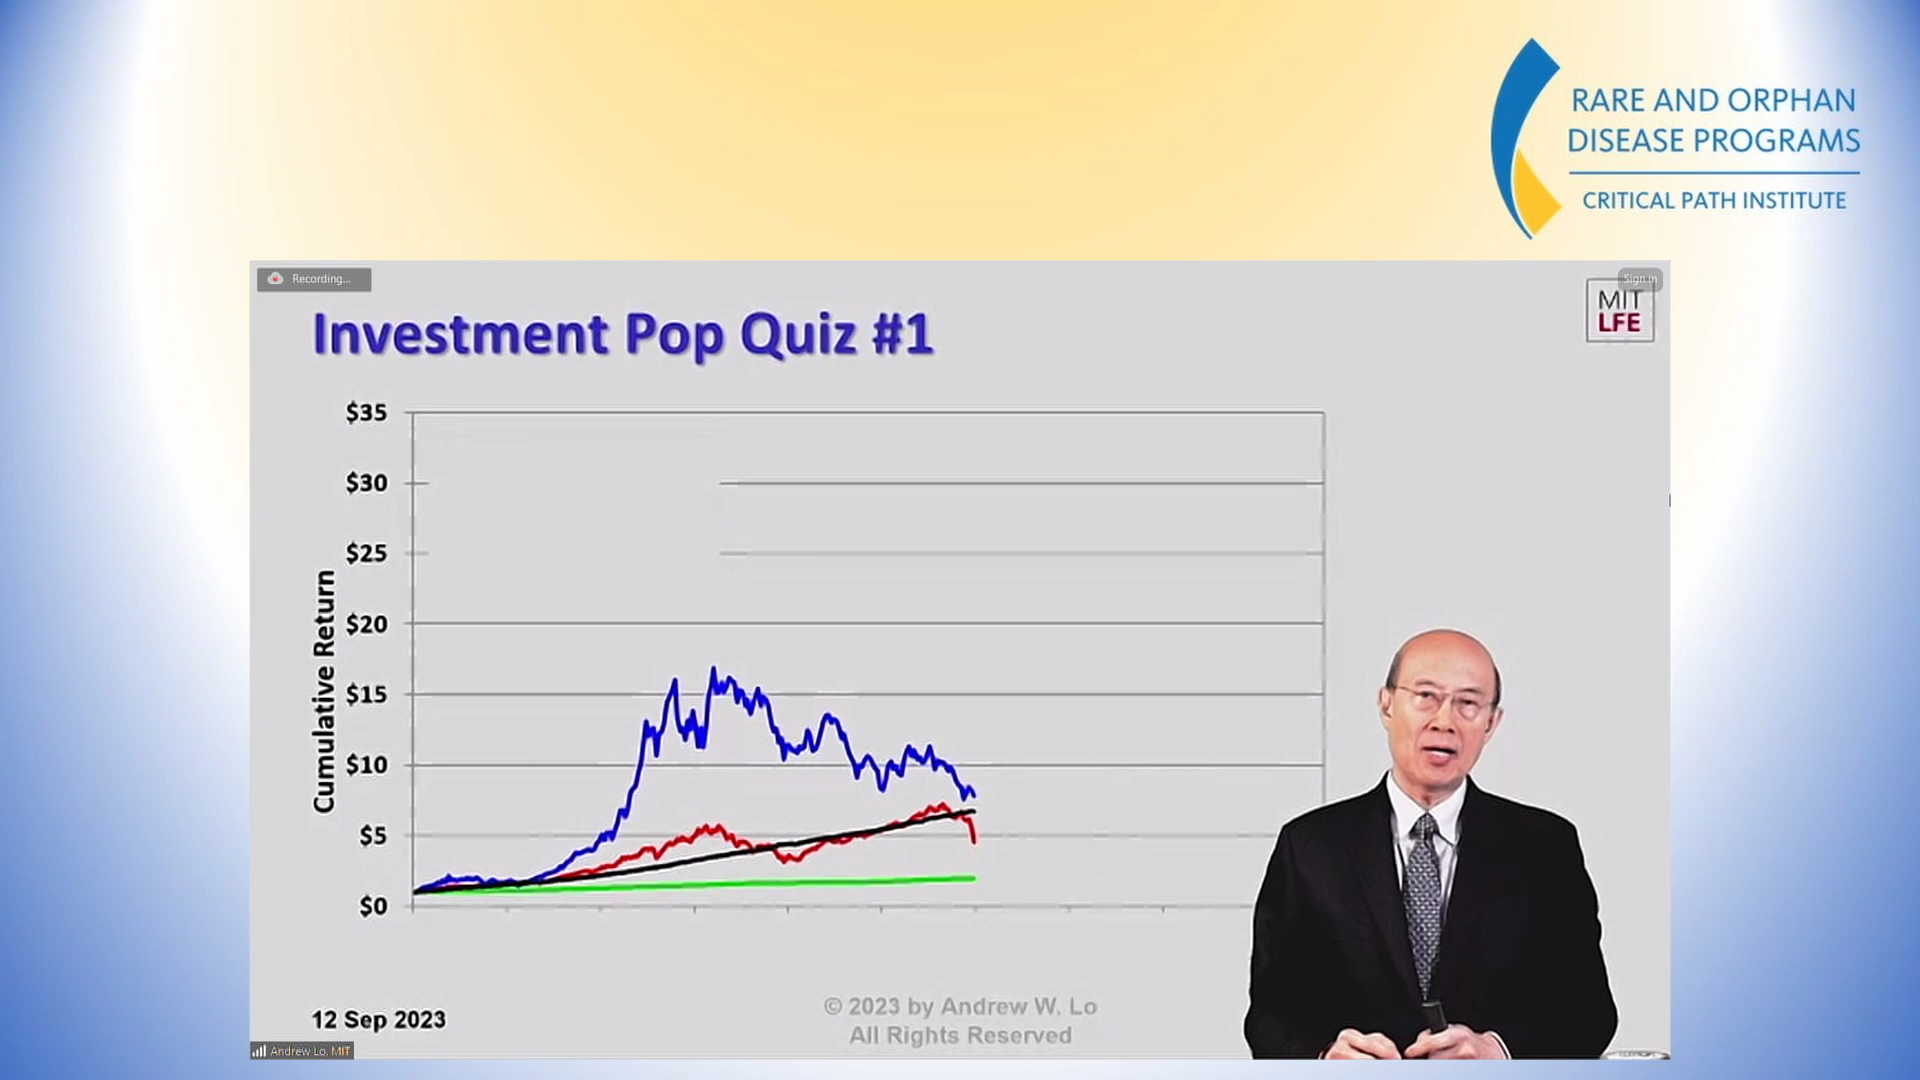 RARE AND ORPHAN
DISEASE PROGRAMS
CRITICAL PATH INSTITUTE
Recording...
Sign in
MIT
LFE
Investment Pop Quiz #1
$35
$30
$25
$20
$15
$10
$5
$0
Cumulative Return
12 Sep 2023
© 2023 by Andrew W. Lo
All Rights Reserved
Andrew Lo, MIT